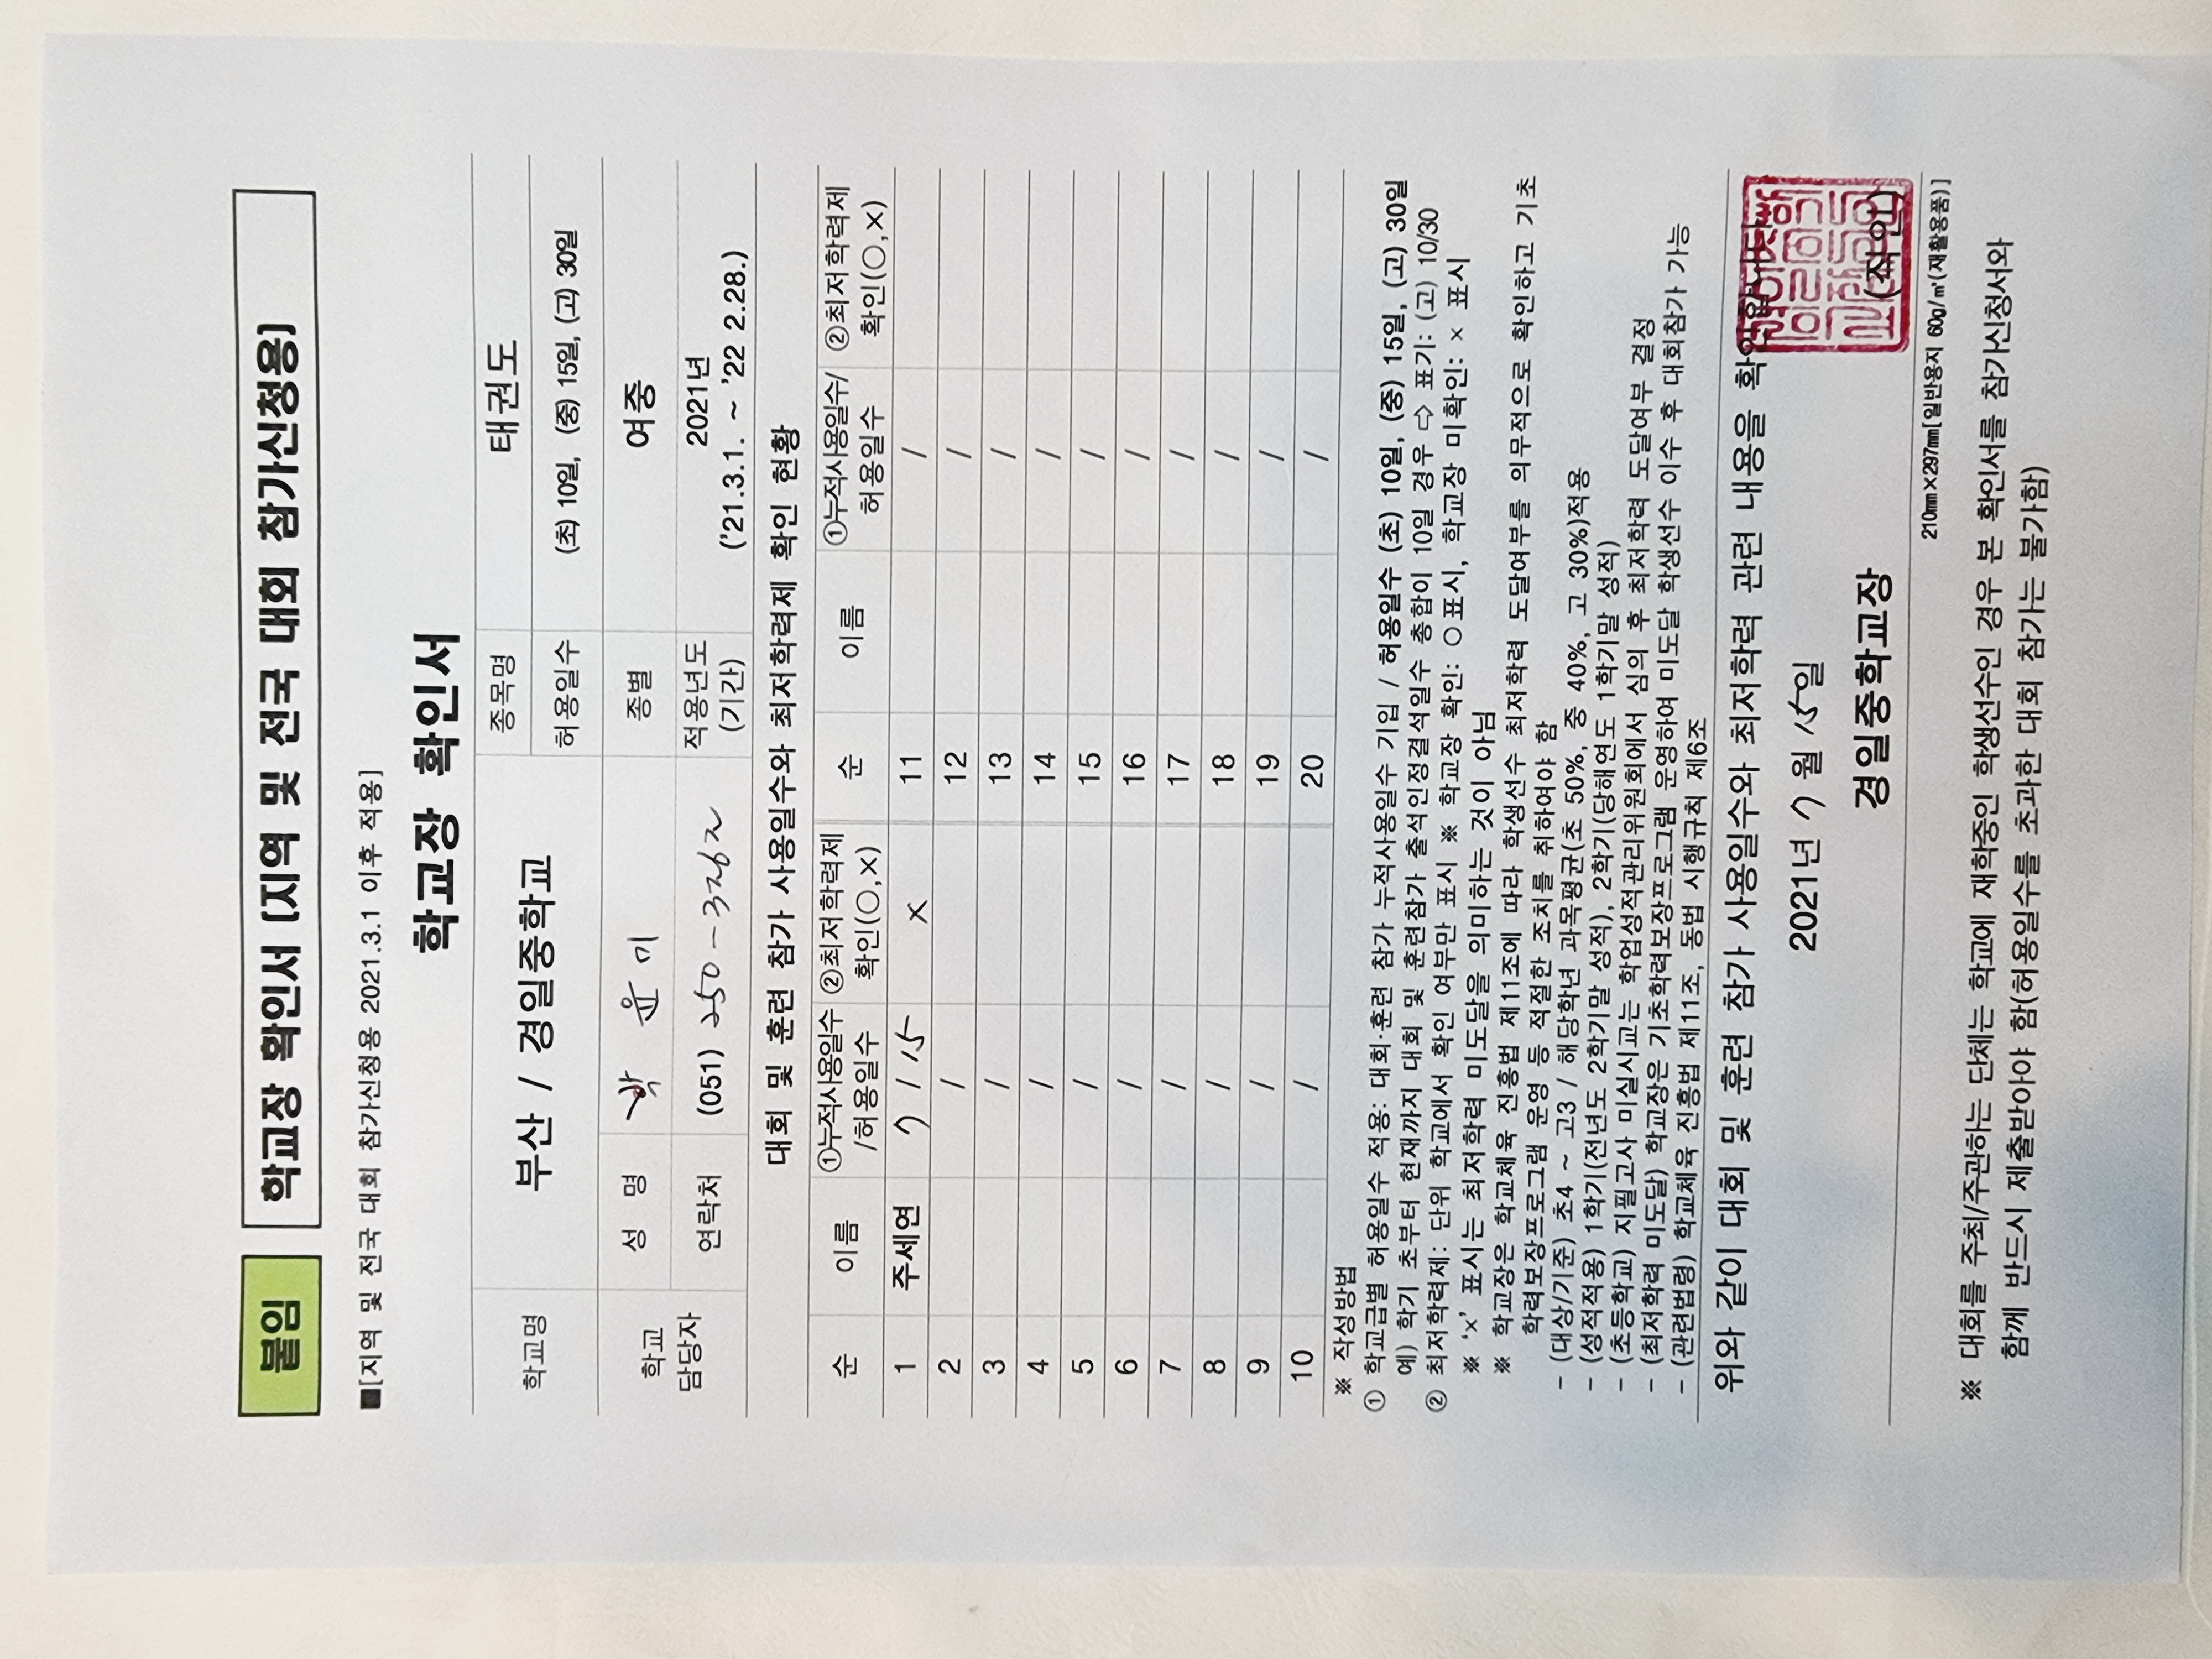 붙임 학교장 확인서 [지역 및 전국 대회 참가신청용]
■[지역 및 전국 대회 참가신청용 2021.3.1 이후 적용]
학교장 확인서
학교명 부산 / 경일중학교 종목명 태권도
허용일수 (초) 10일, (중) 15일, (고) 30일
학교 담당자 성 명 박 윤 미 종별 여중
연락처 (051) 250-3262 적용년도 (기간) 2021년 ('21.3.1. ~ '22 2.28.)
대회 및 훈련 참가 사용일수와 최저학력제 확인 현황
순 이름 ①누적사용일수 /허용일수 ②최저학력제 확인(○,×) 순 이름 ①누적사용일수/ 허용일수 ②최저학력제 확인(○,×)
1 주세연 7 / 15 × 11 /
2 / 12 /
3 / 13 /
4 / 14 /
5 / 15 /
6 / 16 /
7 / 17 /
8 / 18 /
9 / 19 /
10 / 20 /
※ 작성방법
① 학교급별 허용일수 적용: 대회·훈련 참가 누적사용일수 기입 / 허용일수 (초) 10일, (중) 15일, (고) 30일
예) 학기 초부터 현재까지 대회 및 훈련참가 출석인정결석일수 총합이 10일 경우 ⇨ 표기: (고) 10/30
② 최저학력제: 단위 학교에서 확인 여부만 표시 ※ 학교장 확인: ○표시, 학교장 미확인: × 표시
※ '×' 표시는 최저학력 미도달을 의미하는 것이 아님
※ 학교장은 학교체육 진흥법 제11조에 따라 학생선수 최저학력 도달여부를 의무적으로 확인하고 기초
학력보장프로그램 운영 등 적절한 조치를 취하여야 함
- (대상/기준) 초4 ~ 고3 / 해당학년 과목평균(초 50%, 중 40%, 고 30%)적용
- (성적적용) 1학기(전년도 2학기말 성적), 2학기(당해연도 1학기말 성적)
- (초등학교) 지필고사 미실시교는 학업성적관리위원회에서 심의 후 최저학력 도달여부 결정
- (최저학력 미도달) 학교장은 기초학력보장프로그램 운영하여 미도달 학생선수 이수 후 대회참가 가능
- (관련법령) 학교체육 진흥법 제11조, 동법 시행규칙 제6조
위와 같이 대회 및 훈련 참가 사용일수와 최저학력 관련 내용을 확인합니다.
2021년 7월 15일
경일중학교장 (직인)
210㎜×297㎜[일반용지 60g/㎡(재활용품)]
※ 대회를 주최/주관하는 단체는 학교에 재학중인 학생선수인 경우 본 확인서를 참가신청서와
함께 반드시 제출받아야 함(허용일수를 초과한 대회 참가는 불가함)